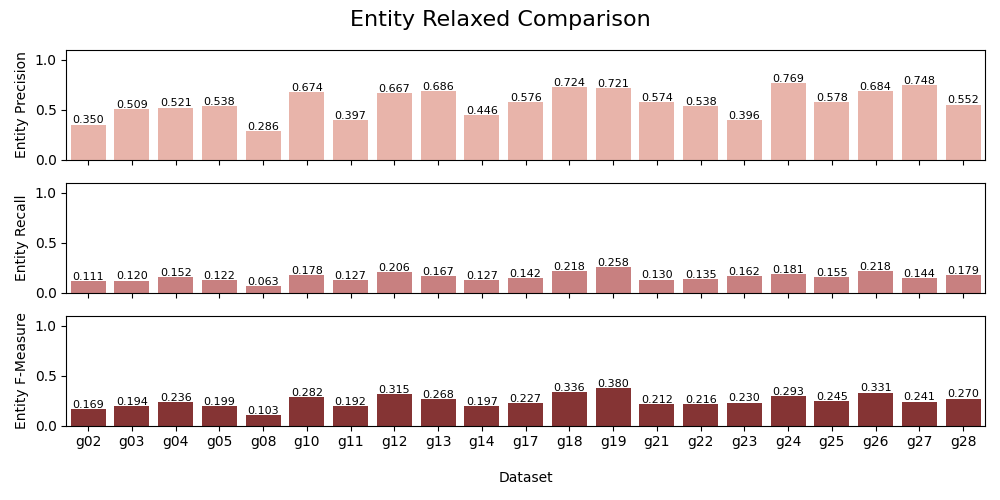 Entity Relaxed Comparison
Entity Precision
1.0
0.5
0.0
0.350 0.509 0.521 0.538 0.286 0.674 0.397 0.667 0.686 0.446 0.576 0.724 0.721 0.574 0.538 0.396 0.769 0.578 0.684 0.748 0.552
Entity Recall
1.0
0.5
0.0
0.111 0.120 0.152 0.122 0.063 0.178 0.127 0.206 0.167 0.127 0.142 0.218 0.258 0.130 0.135 0.162 0.181 0.155 0.218 0.144 0.179
Entity F-Measure
1.0
0.5
0.0
0.169 0.194 0.236 0.199 0.103 0.282 0.192 0.315 0.268 0.197 0.227 0.336 0.380 0.212 0.216 0.230 0.293 0.245 0.331 0.241 0.270
g02 g03 g04 g05 g08 g10 g11 g12 g13 g14 g17 g18 g19 g21 g22 g23 g24 g25 g26 g27 g28
Dataset